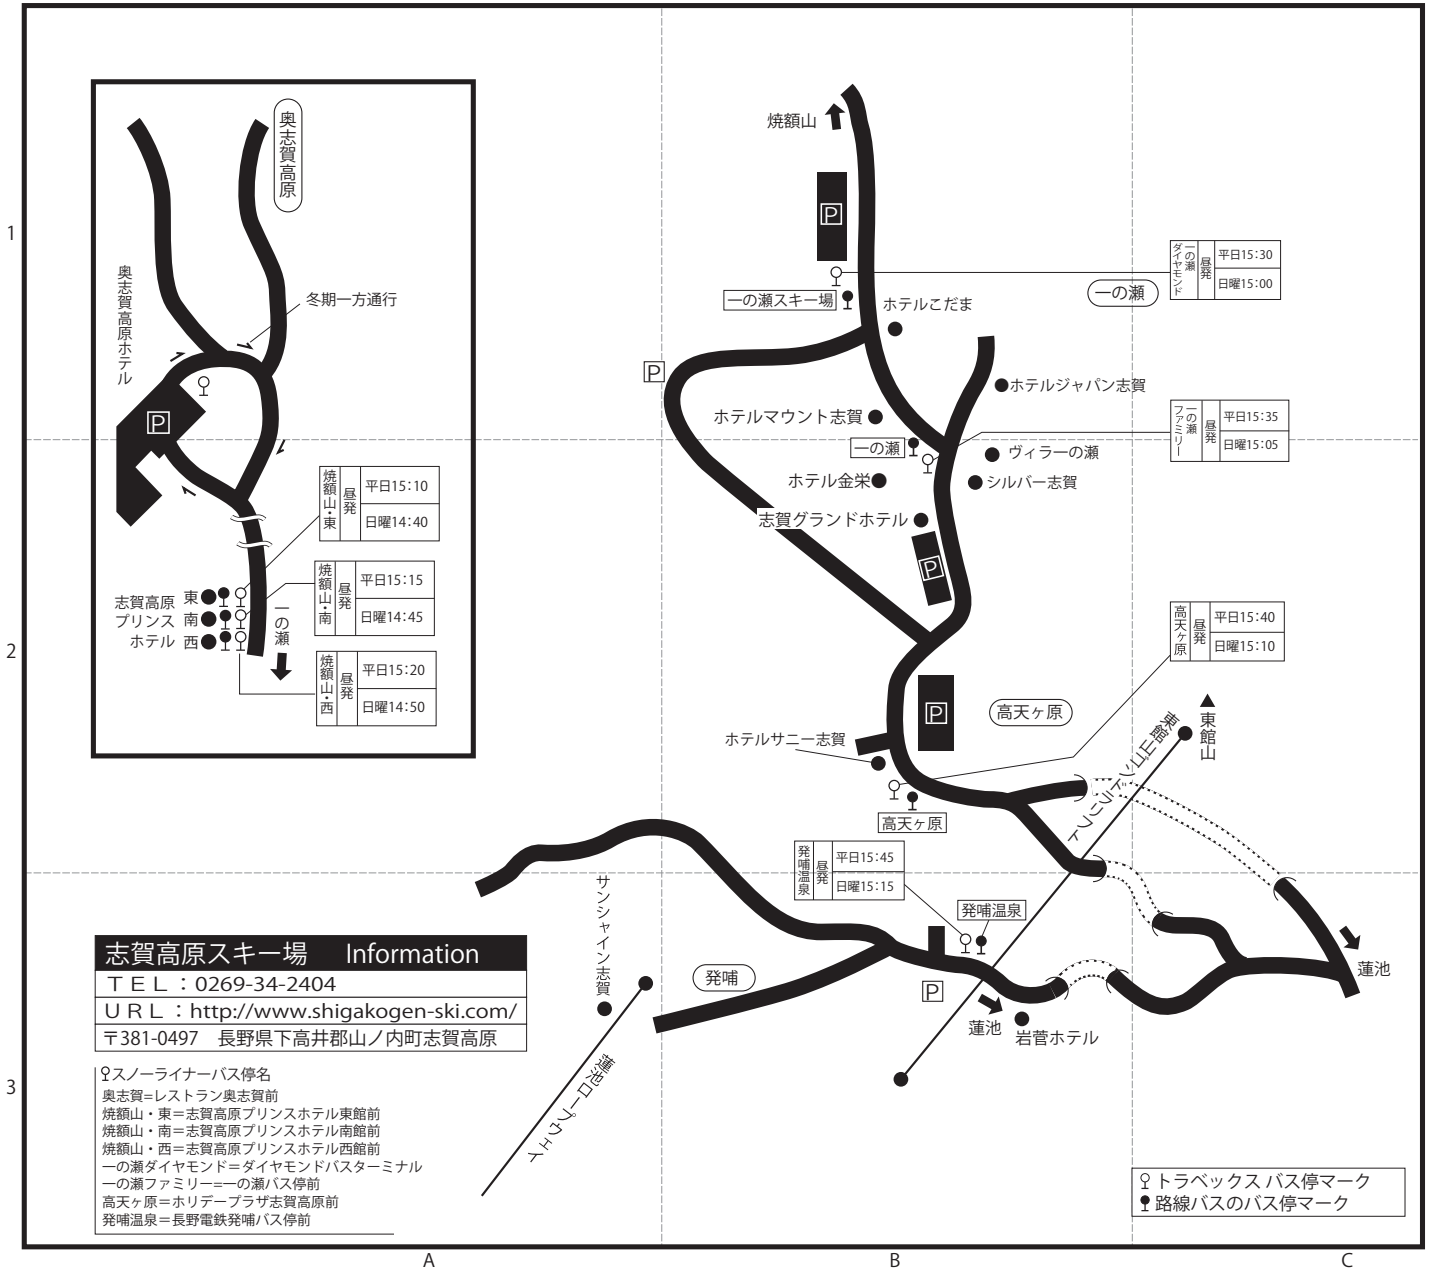 奥志賀高原
冬期一方通行
奥志賀高原ホテル
P
焼額山・東
昼発
平日15:10
日曜14:40
焼額山・南
昼発
平日15:15
日曜14:45
焼額山・西
昼発
平日15:20
日曜14:50
志賀高原
プリンス
ホテル
東
南
西
一の瀬
焼額山
P
一の瀬スキー場
ホテルこだま
一の瀬
一の瀬
ダイヤモンド
昼発
平日15:30
日曜15:00
P
ホテルジャパン志賀
ホテルマウント志賀
一の瀬
一の瀬
ファミリー
昼発
平日15:35
日曜15:05
ヴィラ一の瀬
ホテル金栄
シルバー志賀
志賀グランドホテル
P
高天ヶ原
昼発
平日15:40
日曜15:10
P
高天ヶ原
東館山
東館山ゴンドラリフト
ホテルサニー志賀
高天ヶ原
発哺温泉
昼発
平日15:45
日曜15:15
発哺温泉
サンシャイン志賀
発哺
P
蓮池
岩菅ホテル
蓮池
蓮池ロープウェイ
志賀高原スキー場 Information
TEL:0269-34-2404
URL:http://www.shigakogen-ski.com/
〒381-0497 長野県下高井郡山ノ内町志賀高原
スノーライナーバス停名
奥志賀=レストラン奥志賀前
焼額山・東=志賀高原プリンスホテル東館前
焼額山・南=志賀高原プリンスホテル南館前
焼額山・西=志賀高原プリンスホテル西館前
一の瀬ダイヤモンド=ダイヤモンドバスターミナル
一の瀬ファミリー=一の瀬バス停前
高天ヶ原=ホリデープラザ志賀高原前
発哺温泉=長野電鉄発哺バス停前
トラベックス バス停マーク
路線バスのバス停マーク
1
2
3
A
B
C